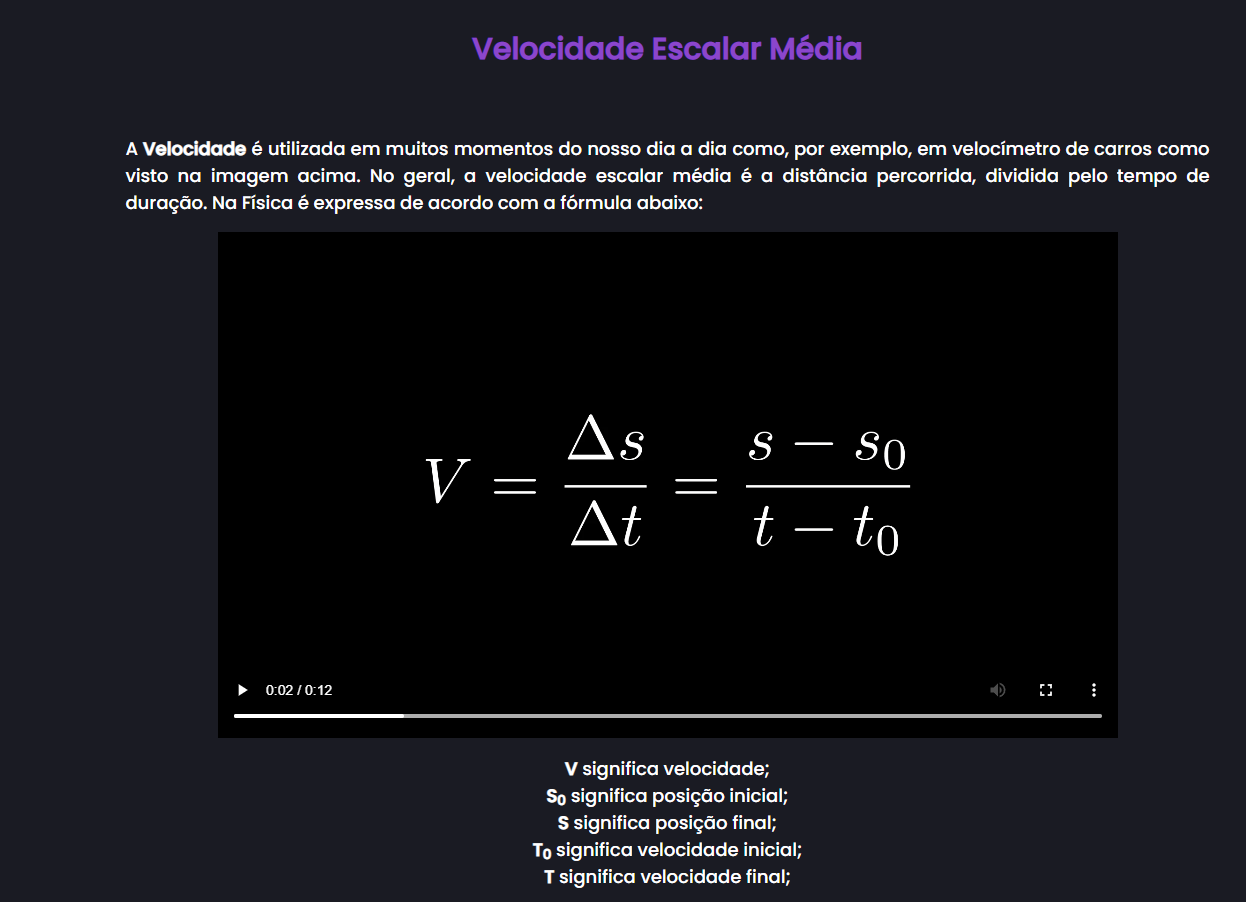 Velocidade Escalar Média
A Velocidade é utilizada em muitos momentos do nosso dia a dia como, por exemplo, em velocímetro de carros como
visto na imagem acima. No geral, a velocidade escalar média é a distância percorrida, dividida pelo tempo de
duração. Na Física é expressa de acordo com a fórmula abaixo:
V = Δs/Δt = (s − s₀)/(t − t₀)
0:02 / 0:12
V significa velocidade;
S₀ significa posição inicial;
S significa posição final;
T₀ significa velocidade inicial;
T significa velocidade final;